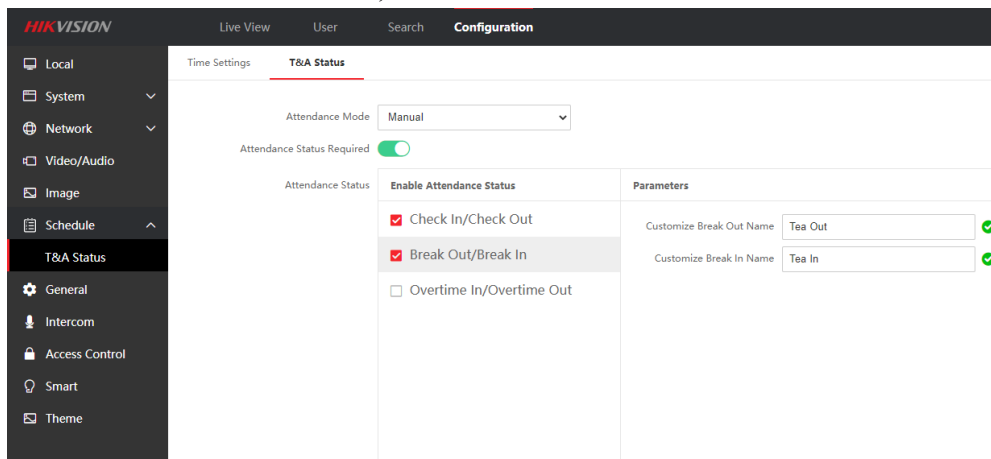 HIKVISION Live View User Search Configuration
Local
System
Network
Video/Audio
Image
Schedule
T&A Status
General
Intercom
Access Control
Smart
Theme
Time Settings T&A Status
Attendance Mode Manual
Attendance Status Required
Attendance Status Enable Attendance Status Parameters
Check In/Check Out Customize Break Out Name Tea Out
Break Out/Break In Customize Break In Name Tea In
Overtime In/Overtime Out